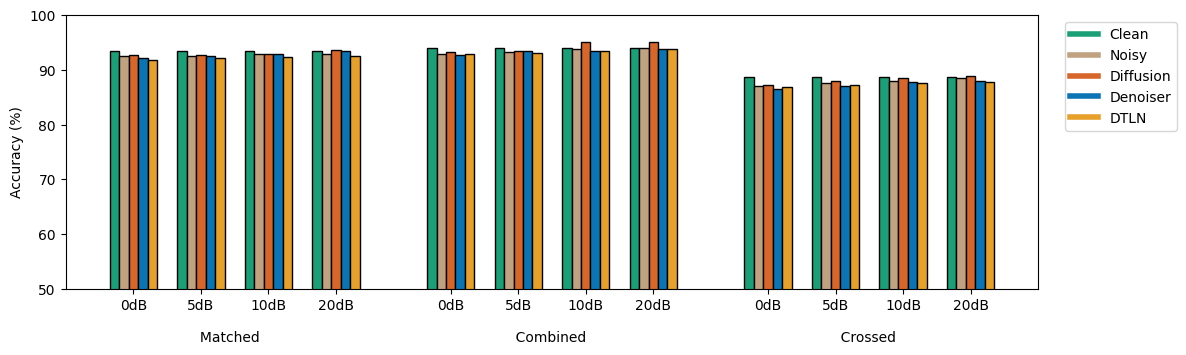 100
90
80
70
60
50
Accuracy (%)
0dB 5dB 10dB 20dB 0dB 5dB 10dB 20dB 0dB 5dB 10dB 20dB
Matched Combined Crossed
Clean
Noisy
Diffusion
Denoiser
DTLN